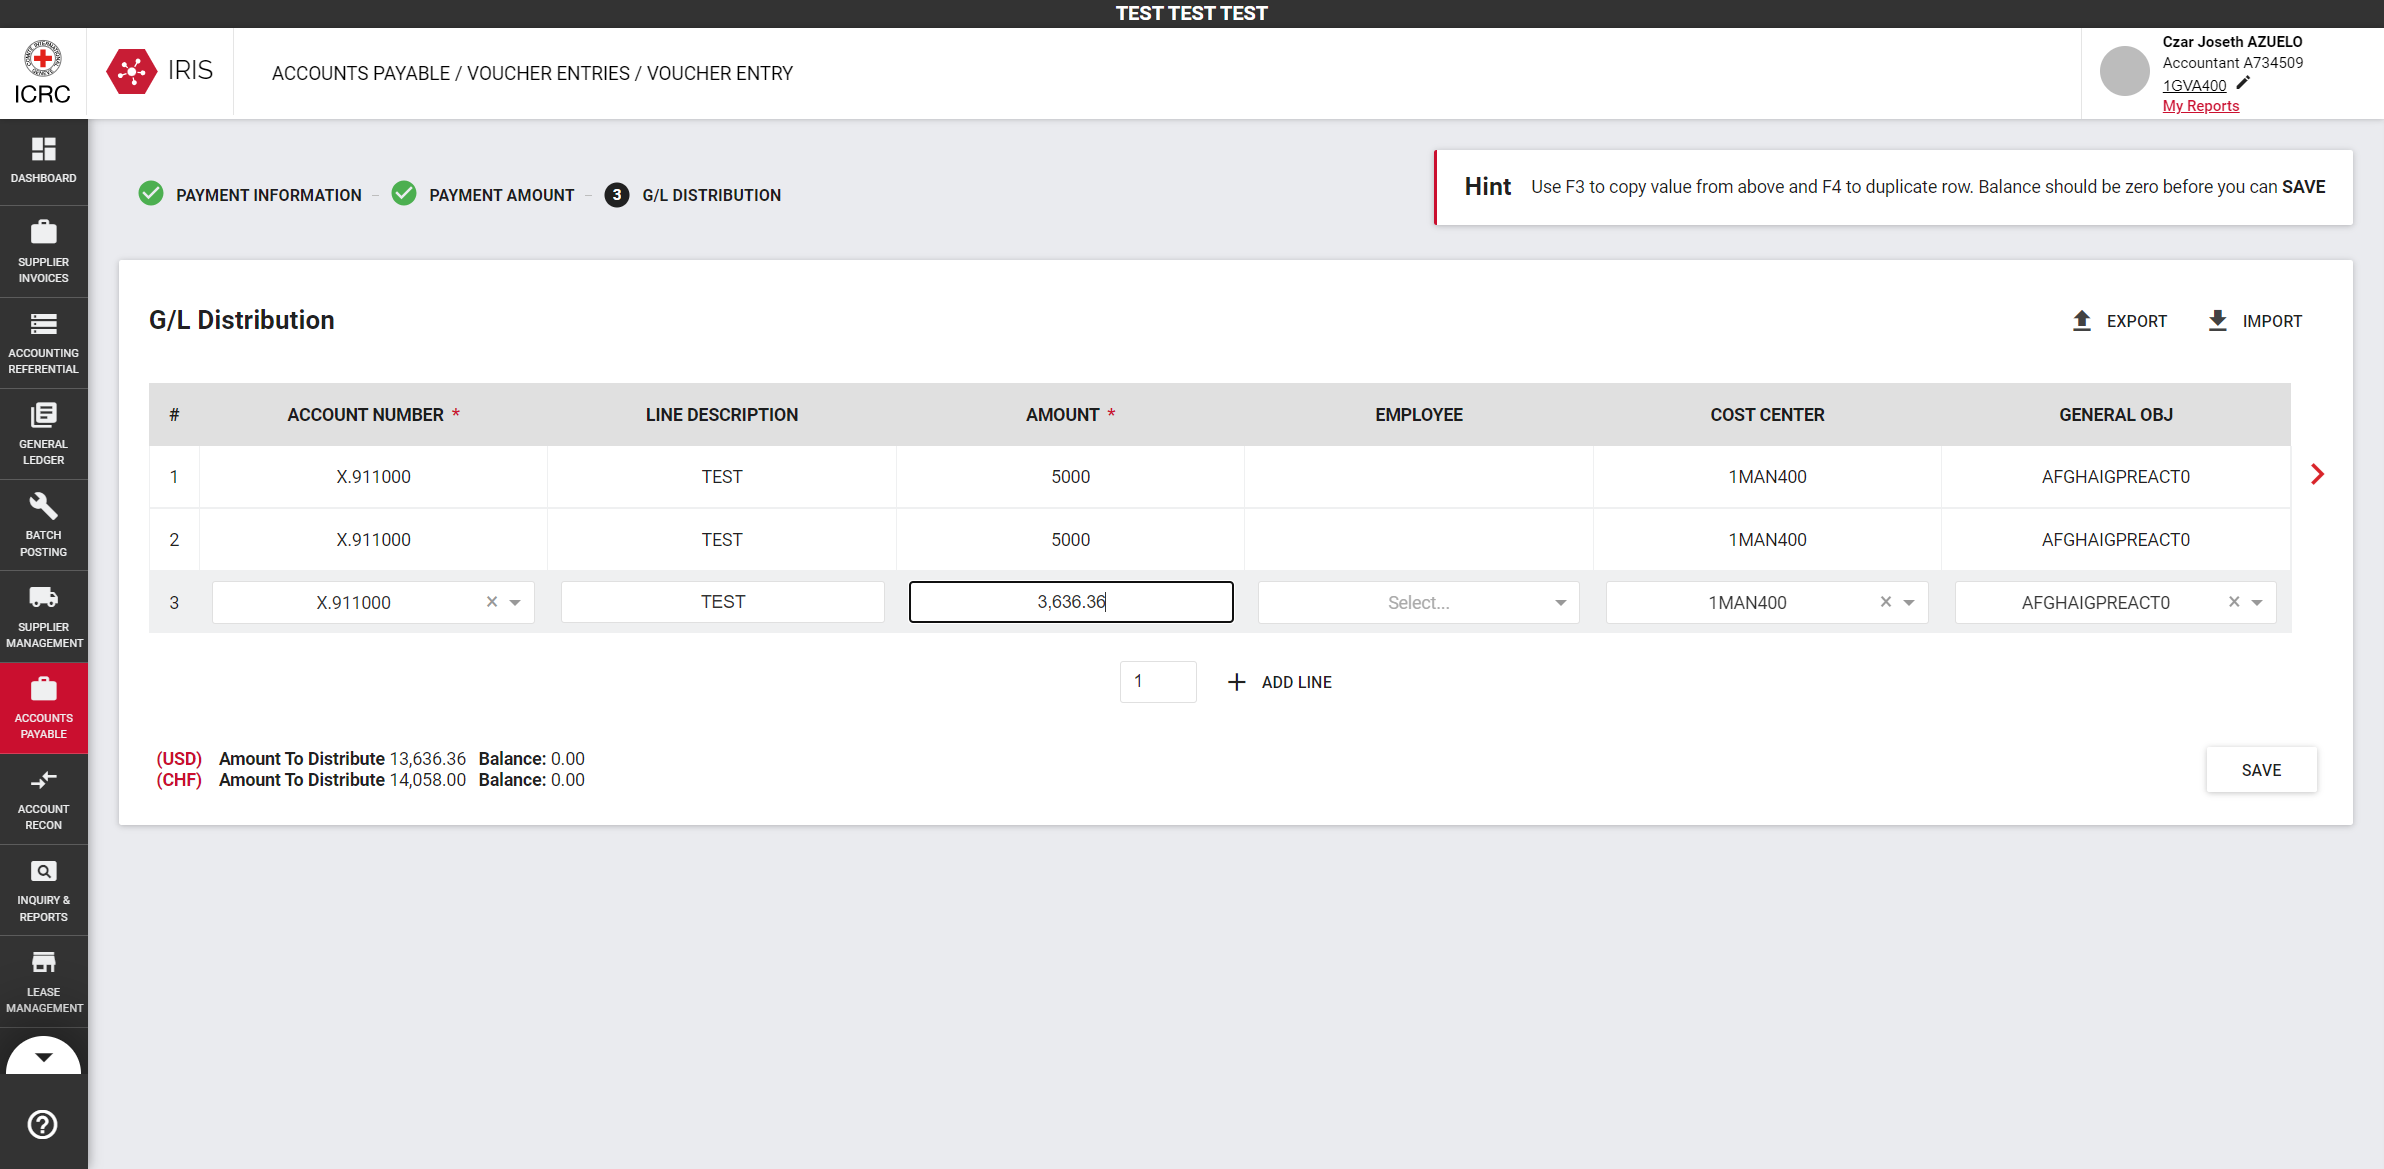 TEST TEST TEST
ICRC
IRIS
ACCOUNTS PAYABLE / VOUCHER ENTRIES / VOUCHER ENTRY
Czar Joseth AZUELO
Accountant A734509
1GVA400
My Reports
DASHBOARD
SUPPLIER
INVOICES
ACCOUNTING
REFERENTIAL
GENERAL
LEDGER
BATCH
POSTING
SUPPLIER
MANAGEMENT
ACCOUNTS
PAYABLE
ACCOUNT
RECON
INQUIRY &
REPORTS
LEASE
MANAGEMENT
PAYMENT INFORMATION – PAYMENT AMOUNT – 3 G/L DISTRIBUTION
Hint Use F3 to copy value from above and F4 to duplicate row. Balance should be zero before you can SAVE
G/L Distribution
EXPORT IMPORT
# ACCOUNT NUMBER * LINE DESCRIPTION AMOUNT * EMPLOYEE COST CENTER GENERAL OBJ
1 X.911000 TEST 5000 1MAN400 AFGHAIGPREACT0
2 X.911000 TEST 5000 1MAN400 AFGHAIGPREACT0
3 X.911000 × TEST 3,636.36 Select... 1MAN400 × AFGHAIGPREACT0 ×
1 + ADD LINE
(USD) Amount To Distribute 13,636.36 Balance: 0.00
(CHF) Amount To Distribute 14,058.00 Balance: 0.00
SAVE